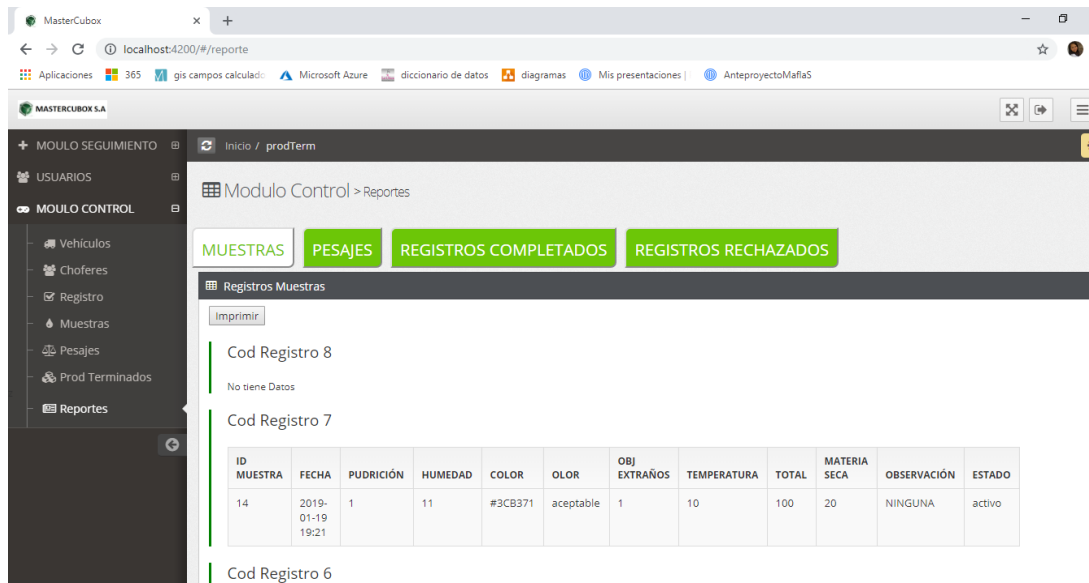 MasterCubox
localhost:4200/#/reporte
Aplicaciones 365 gis campos calculado Microsoft Azure diccionario de datos diagramas Mis presentaciones | AnteproyectoMaflaS
MASTERCUBOX S.A
MOULO SEGUIMIENTO
USUARIOS
MOULO CONTROL
Vehículos
Choferes
Registro
Muestras
Pesajes
Prod Terminados
Reportes
Inicio / prodTerm
Modulo Control > Reportes
MUESTRAS PESAJES REGISTROS COMPLETADOS REGISTROS RECHAZADOS
Registros Muestras
Imprimir
Cod Registro 8
No tiene Datos
Cod Registro 7
ID MUESTRA FECHA PUDRICIÓN HUMEDAD COLOR OLOR OBJ EXTRAÑOS TEMPERATURA TOTAL MATERIA SECA OBSERVACIÓN ESTADO
14 2019-01-19 19:21 1 11 #3CB371 aceptable 1 10 100 20 NINGUNA activo
Cod Registro 6